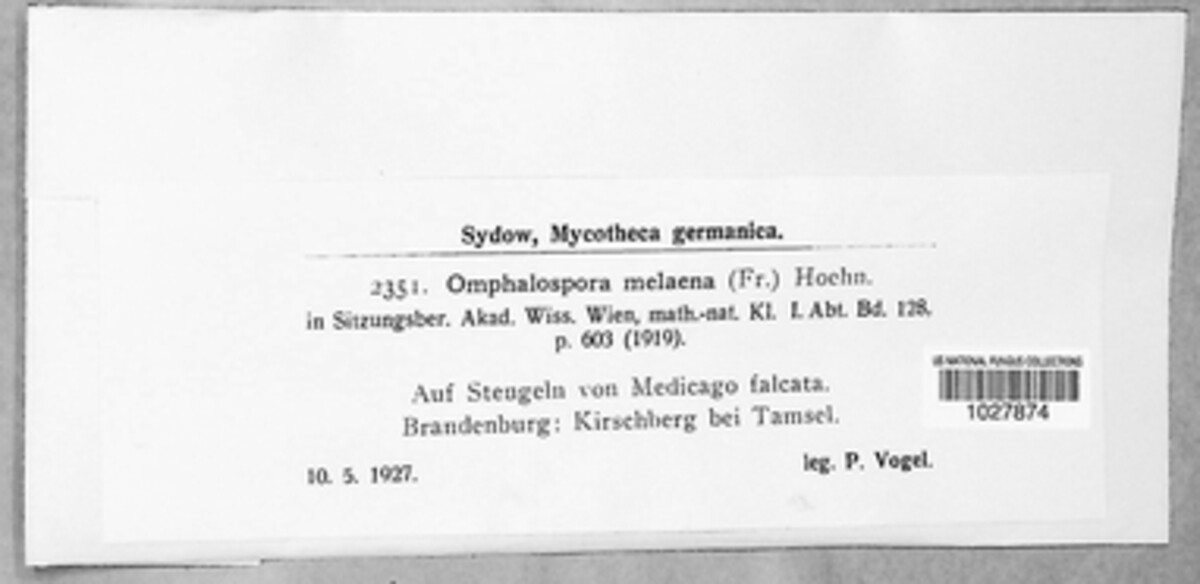 Sydow, Mycotheca germanica.
2351. Omphalospora melaena (Fr.) Hoehn.
in Sitzungsber. Akad. Wiss. Wien, math.-nat. Kl. I. Abt. Bd. 128.
p. 603 (1919).
Auf Stengeln von Medicago falcata.
Brandenburg: Kirschberg bei Tamsel.
10. 5. 1927. leg. P. Vogel.
US NATIONAL FUNGUS COLLECTIONS
1027874